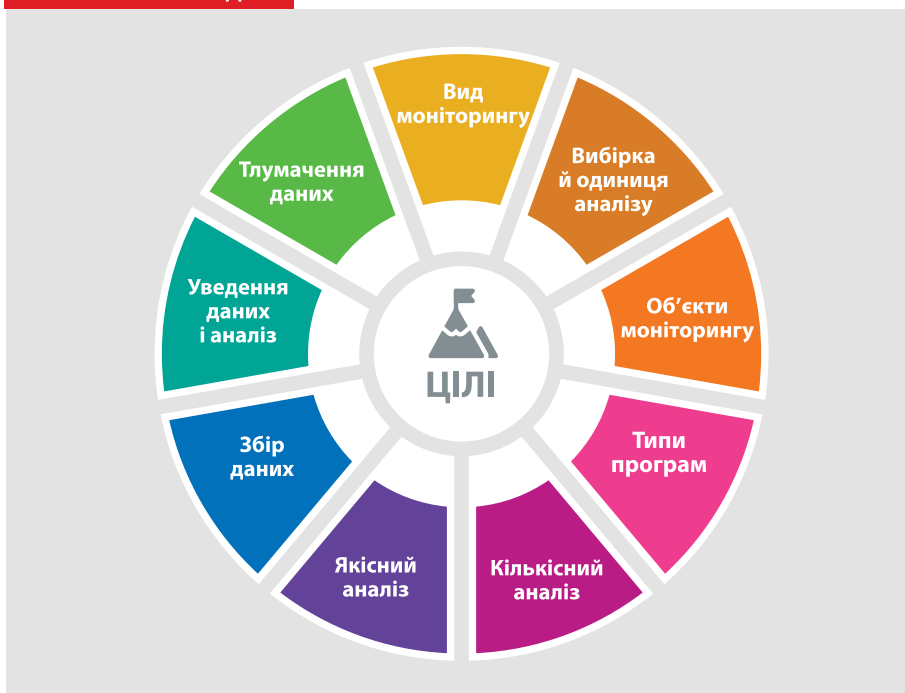 Вид
моніторингу
Вибірка
й одиниця
аналізу
Об’єкти
моніторингу
Типи
програм
Кількісний
аналіз
Якісний
аналіз
Збір
даних
Уведення
даних
і аналіз
Тлумачення
даних
ЦІЛІ